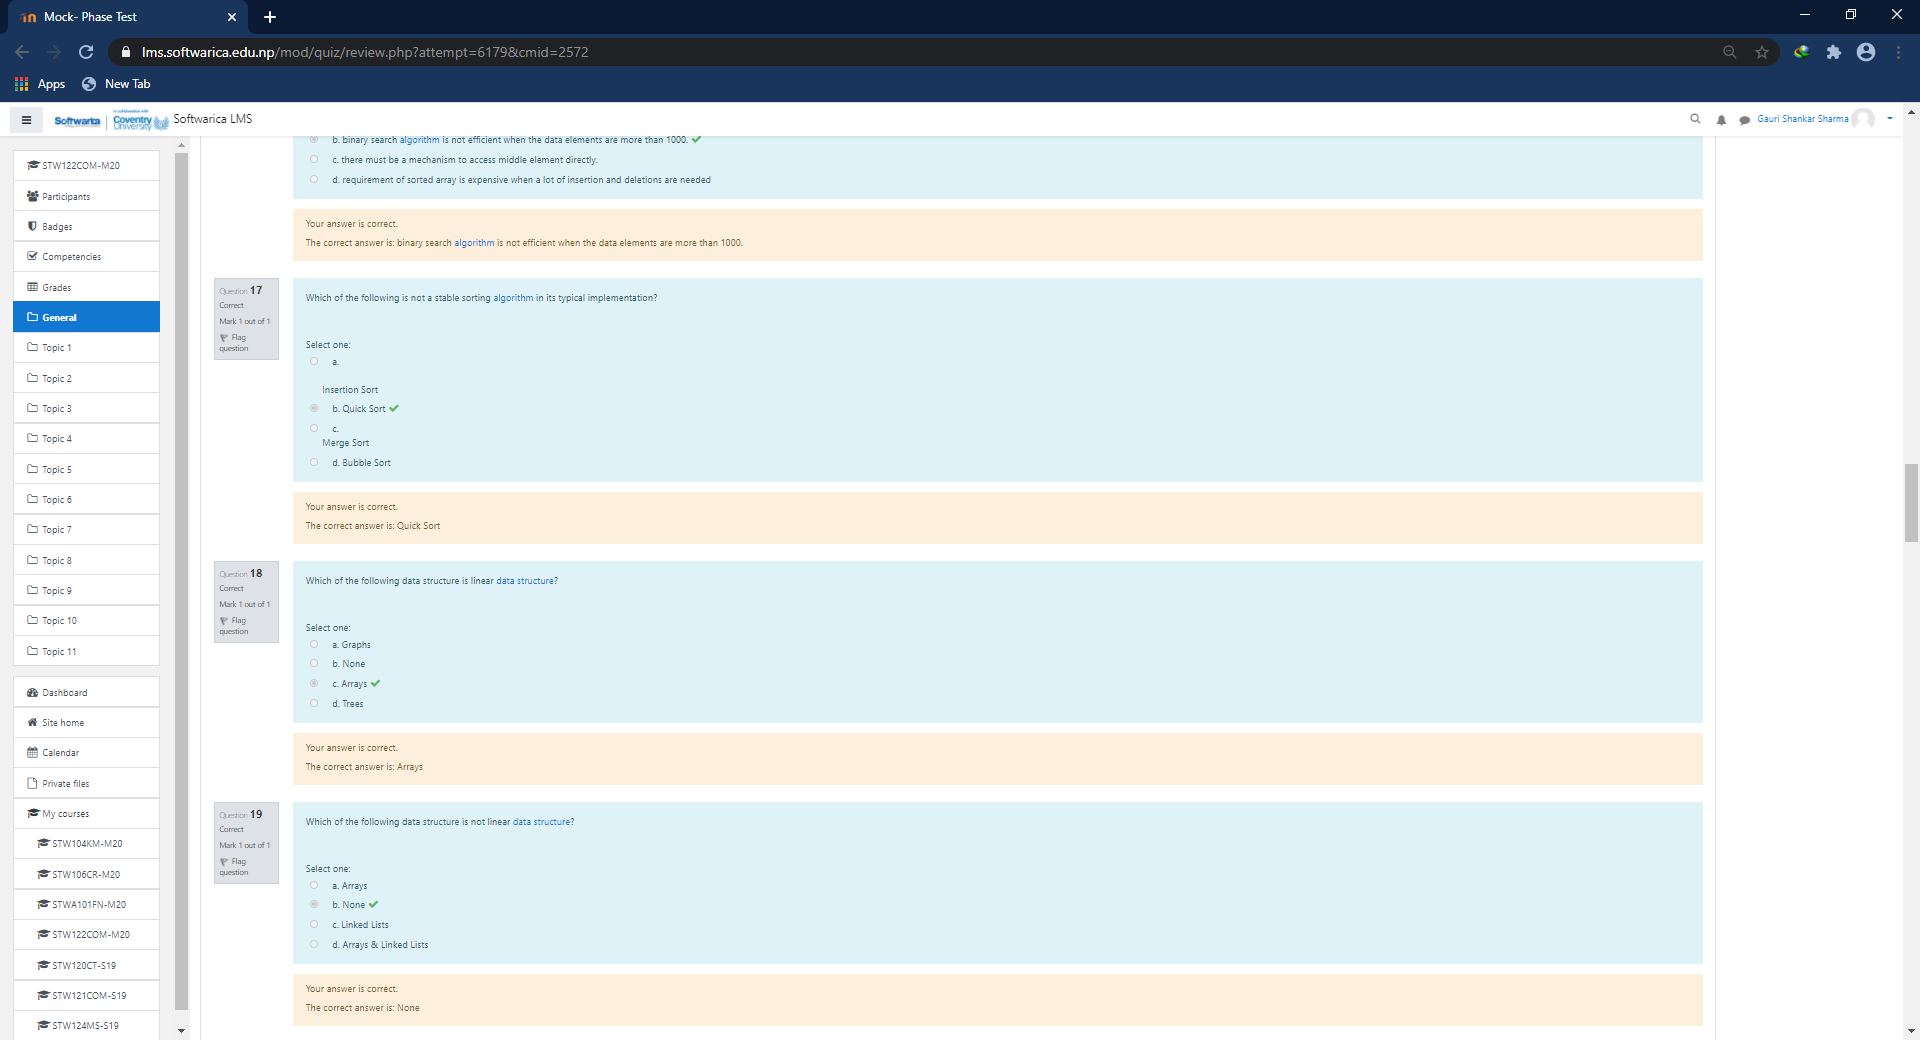 Mock- Phase Test
lms.softwarica.edu.np/mod/quiz/review.php?attempt=6179&cmid=2572
Apps
New Tab
Softwarica
In collaboration with
Coventry
University
Softwarica LMS
Gauri Shankar Sharma
STW122COM-M20
Participants
Badges
Competencies
Grades
General
Topic 1
Topic 2
Topic 3
Topic 4
Topic 5
Topic 6
Topic 7
Topic 8
Topic 9
Topic 10
Topic 11
Dashboard
Site home
Calendar
Private files
My courses
STW104KM-M20
STW106CR-M20
STWA101FN-M20
STW122COM-M20
STW120CT-S19
STW121COM-S19
STW124MS-S19
b. binary search algorithm is not efficient when the data elements are more than 1000.
c. there must be a mechanism to access middle element directly.
d. requirement of sorted array is expensive when a lot of insertion and deletions are needed
Your answer is correct.
The correct answer is: binary search algorithm is not efficient when the data elements are more than 1000.
Question 17
Correct
Mark 1 out of 1
Flag
question
Which of the following is not a stable sorting algorithm in its typical implementation?
Select one:
a.
Insertion Sort
b. Quick Sort
c.
Merge Sort
d. Bubble Sort
Your answer is correct.
The correct answer is: Quick Sort
Question 18
Correct
Mark 1 out of 1
Flag
question
Which of the following data structure is linear data structure?
Select one:
a. Graphs
b. None
c. Arrays
d. Trees
Your answer is correct.
The correct answer is: Arrays
Question 19
Correct
Mark 1 out of 1
Flag
question
Which of the following data structure is not linear data structure?
Select one:
a. Arrays
b. None
c. Linked Lists
d. Arrays & Linked Lists
Your answer is correct.
The correct answer is: None